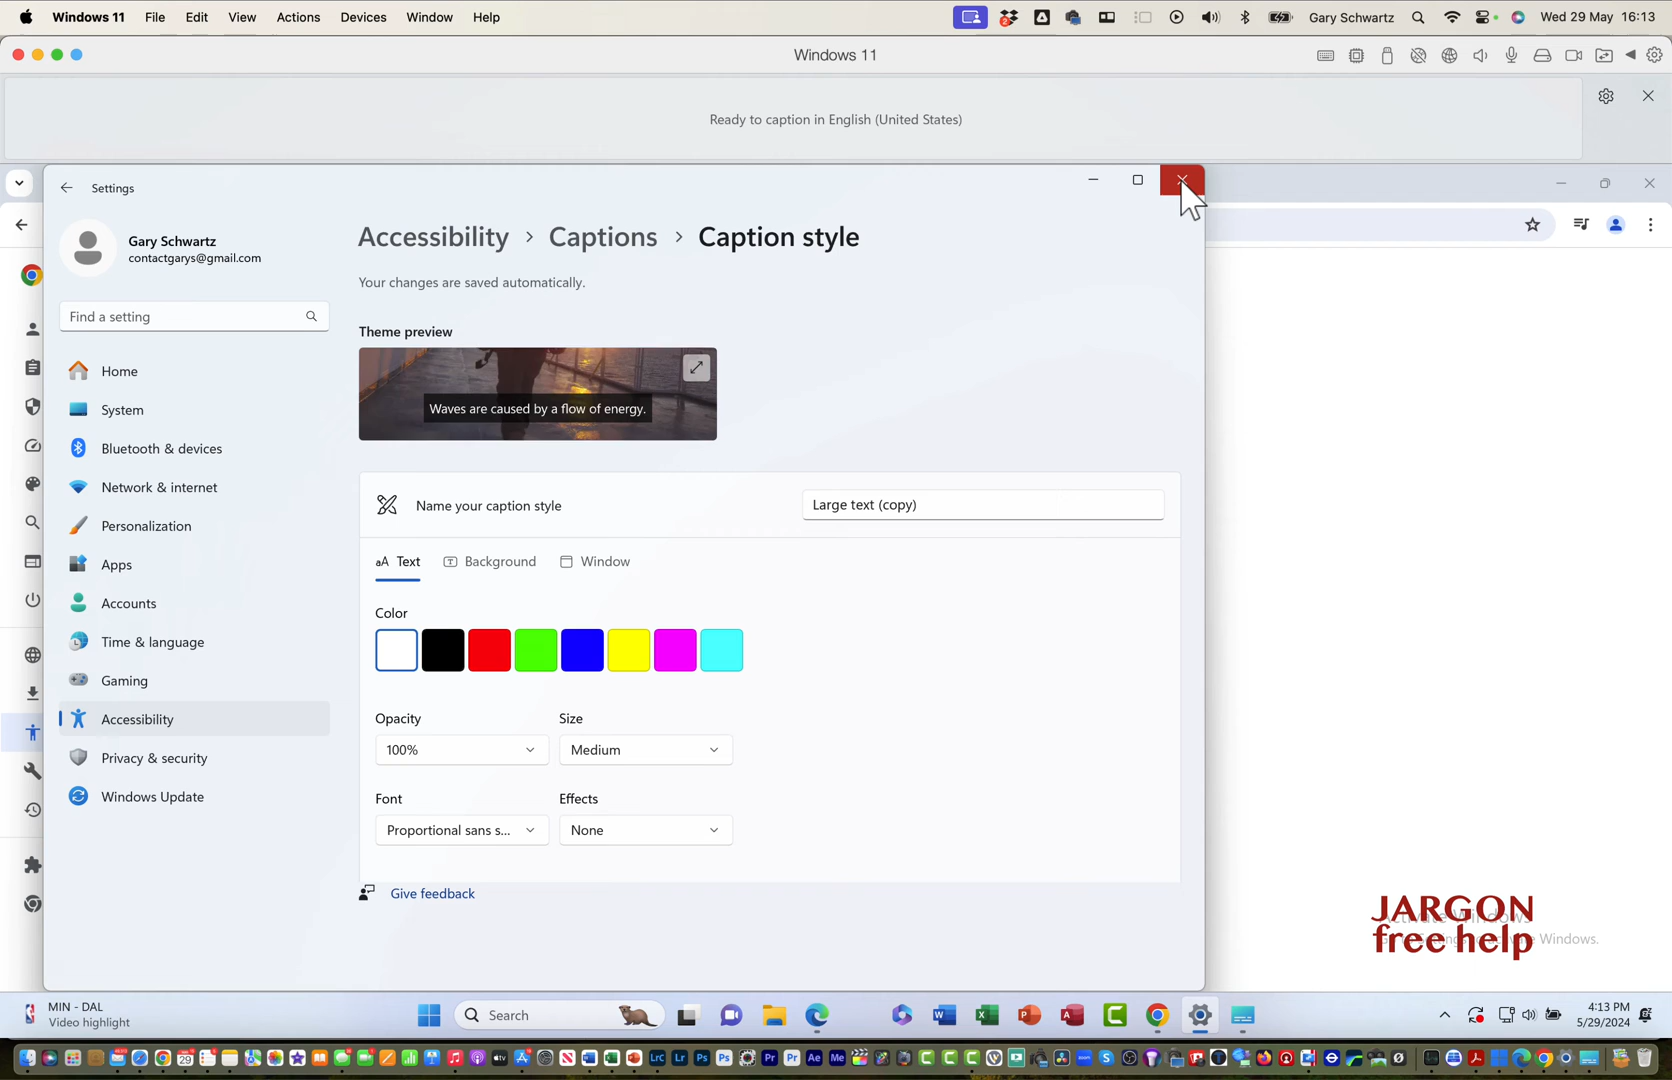 Windows 11 File Edit View Actions Devices Window Help
2
Gary Schwartz Wed 29 May 16:13
Windows 11
Ready to caption in English (United States)
Settings
Gary Schwartz
contactgarys@gmail.com
Find a setting
Home
System
Bluetooth & devices
Network & internet
Personalization
Apps
Accounts
Time & language
Gaming
Accessibility
Privacy & security
Windows Update
Accessibility > Captions > Caption style
Your changes are saved automatically.
Theme preview
Waves are caused by a flow of energy.
Name your caption style Large text (copy)
aA Text Background Window
Color
Opacity Size
100% Medium
Font Effects
Proportional sans s... None
Give feedback
Activate Windows
JARGON
free help
Windows.
MIN - DAL
Video highlight
Search
4:13 PM
5/29/2024